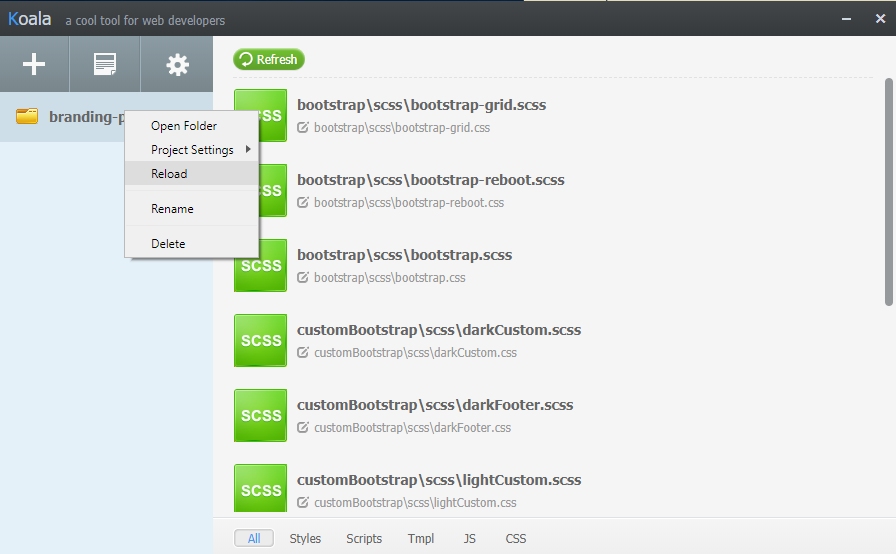 Koala a cool tool for web developers
Refresh
branding-p
Open Folder
Project Settings
Reload
Rename
Delete
SCSS
bootstrap\scss\bootstrap-grid.scss
bootstrap\scss\bootstrap-grid.css
SCSS
bootstrap\scss\bootstrap-reboot.scss
bootstrap\scss\bootstrap-reboot.css
SCSS
bootstrap\scss\bootstrap.scss
bootstrap\scss\bootstrap.css
SCSS
customBootstrap\scss\darkCustom.scss
customBootstrap\scss\darkCustom.css
SCSS
customBootstrap\scss\darkFooter.scss
customBootstrap\scss\darkFooter.css
SCSS
customBootstrap\scss\lightCustom.scss
customBootstrap\scss\lightCustom.css
All Styles Scripts Tmpl JS CSS